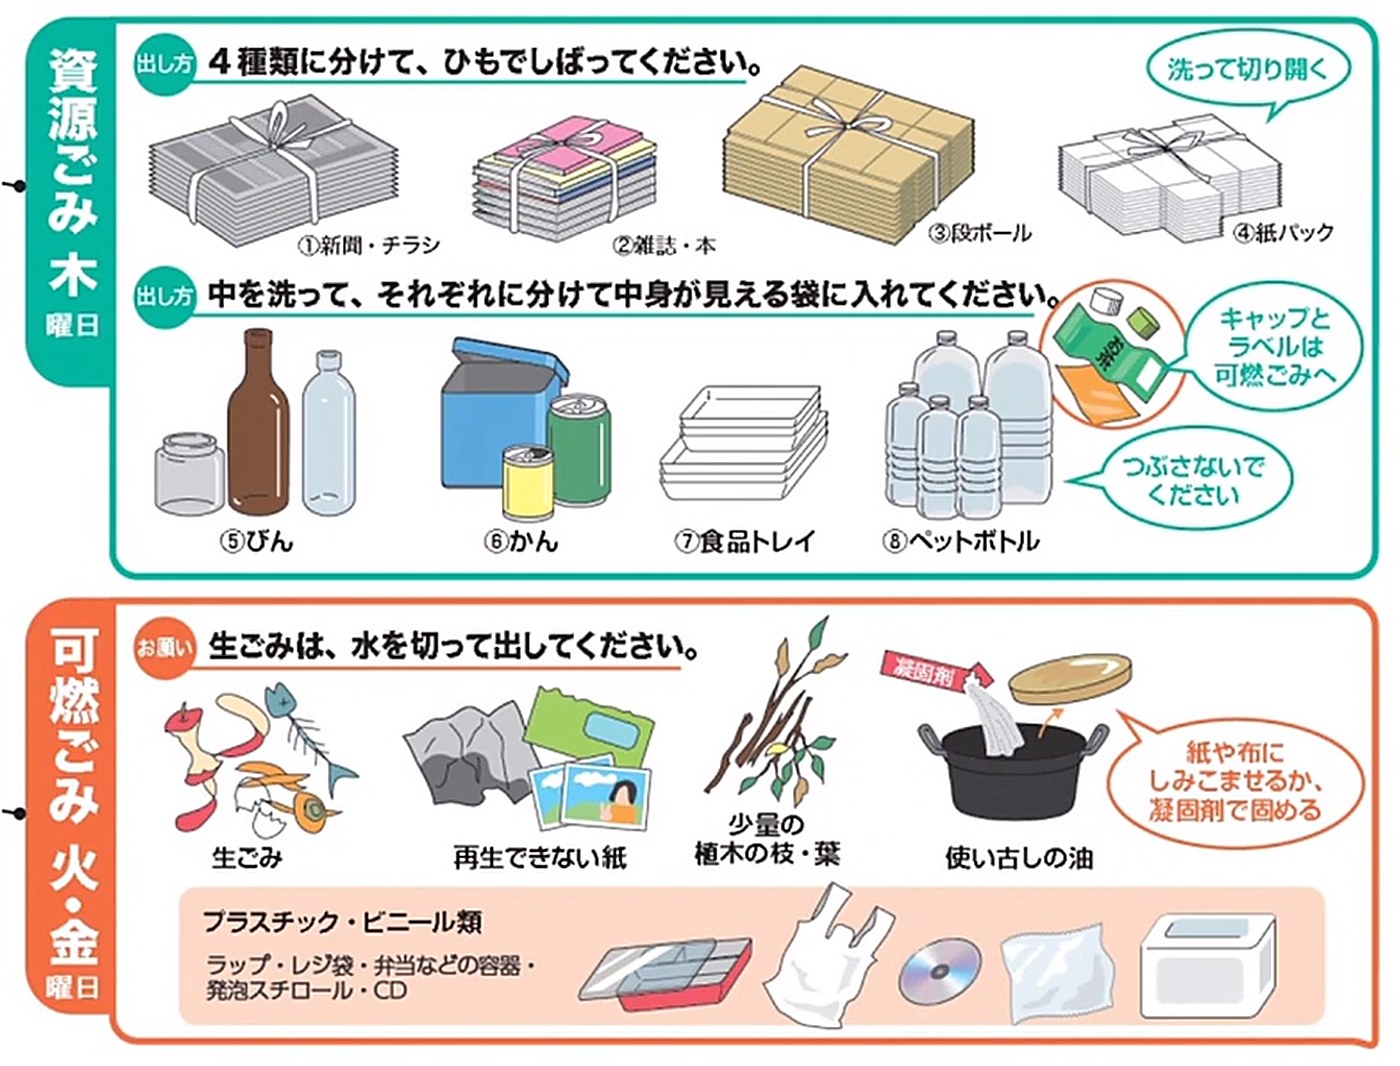 資源ごみ 木曜日
出し方 4種類に分けて、ひもでしばってください。
洗って切り開く
①新聞・チラシ
②雑誌・本
③段ボール
④紙パック
出し方 中を洗って、それぞれに分けて中身が見える袋に入れてください。
お茶
キャップと
ラベルは
可燃ごみへ
つぶさないで
ください
⑤びん
⑥かん
⑦食品トレイ
⑧ペットボトル
可燃ごみ 火・金曜日
お願い 生ごみは、水を切って出してください。
凝固剤
紙や布に
しみこませるか、
凝固剤で固める
生ごみ
再生できない紙
少量の
植木の枝・葉
使い古しの油
プラスチック・ビニール類
ラップ・レジ袋・弁当などの容器・
発泡スチロール・CD